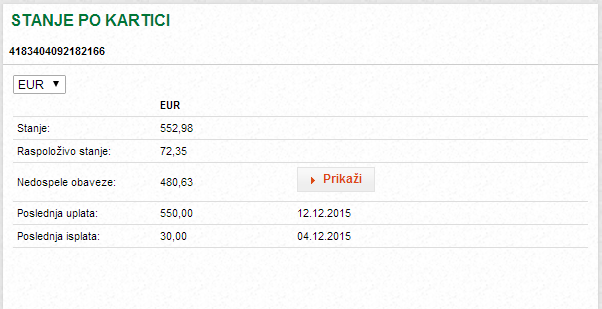 STANJE PO KARTICI
4183404092182166
EUR
EUR
Stanje: 552,98
Raspoloživo stanje: 72,35
Nedospele obaveze: 480,63 Prikaži
Poslednja uplata: 550,00 12.12.2015
Poslednja isplata: 30,00 04.12.2015